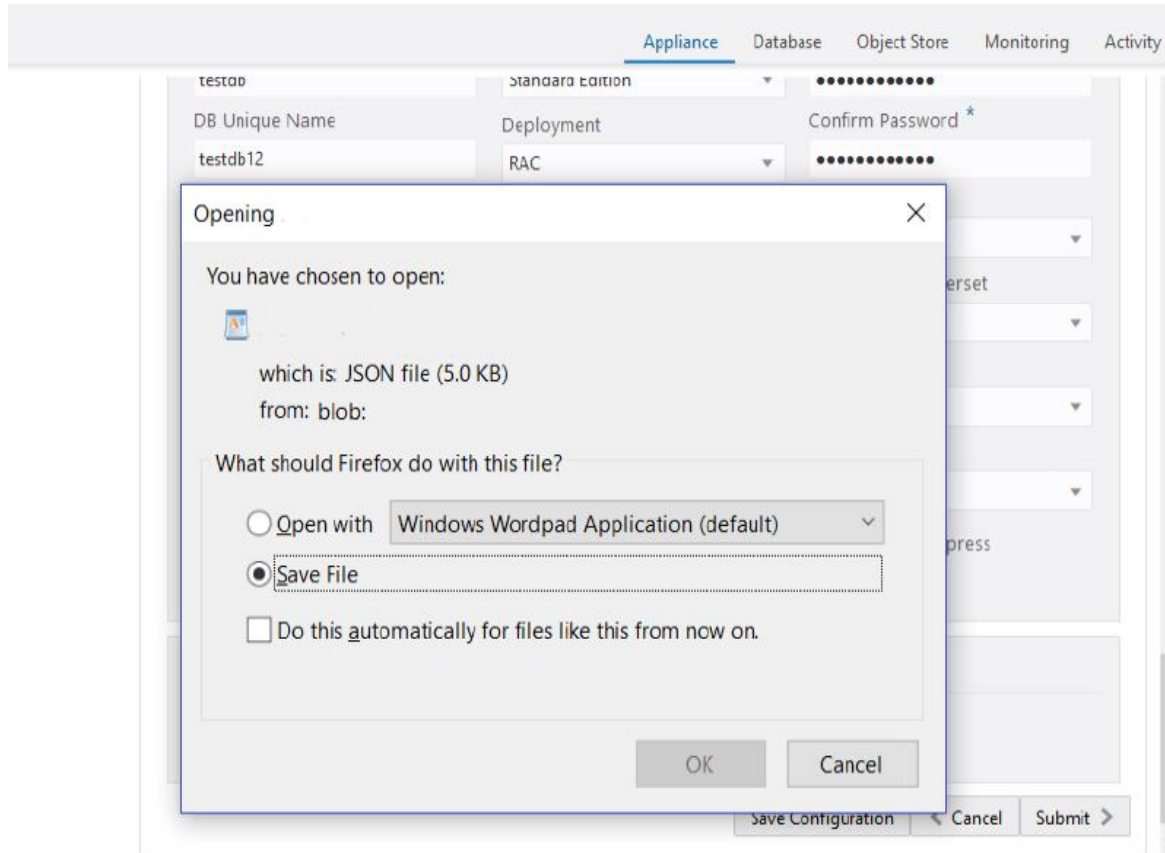 Appliance Database Object Store Monitoring Activity
testdb Standard Edition ••••••••••••
DB Unique Name Deployment Confirm Password *
testdb12 RAC ••••••••••••
Opening
You have chosen to open:
erset
which is: JSON file (5.0 KB)
from: blob:
What should Firefox do with this file?
Open with Windows Wordpad Application (default)
press
Save File
Do this automatically for files like this from now on.
OK Cancel
Save Configuration Cancel Submit